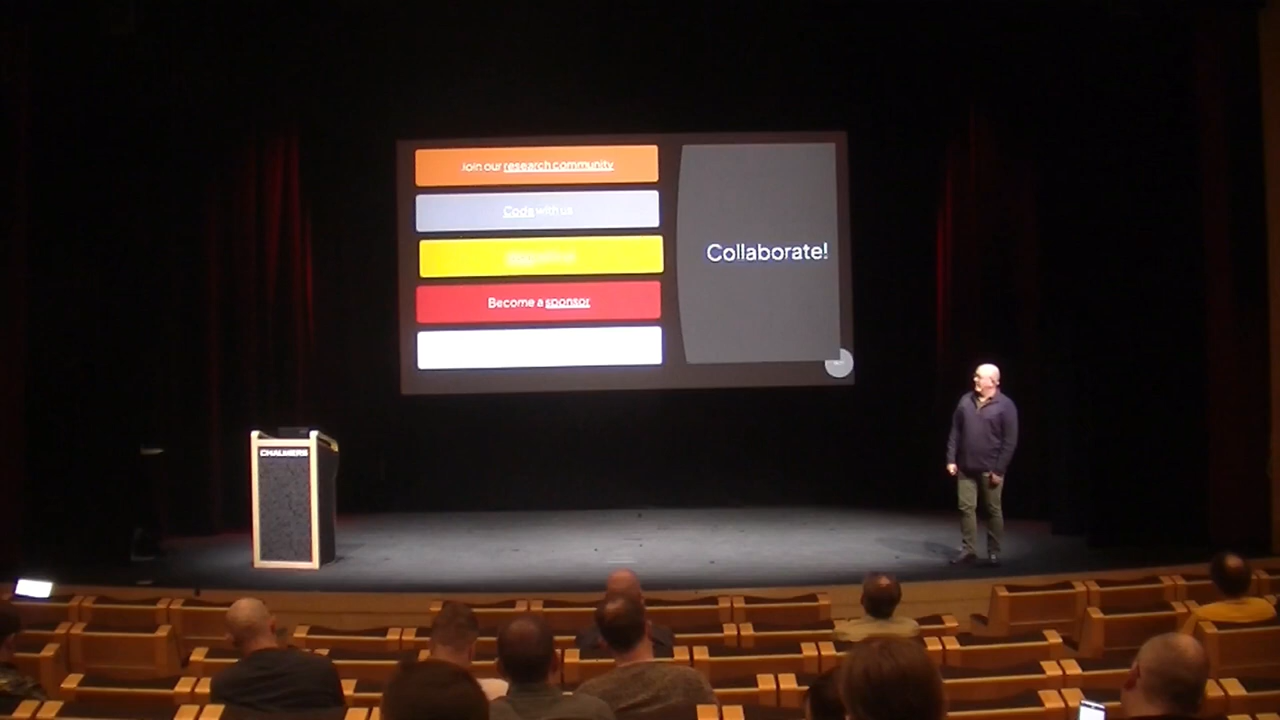 Join our research community
Code with us
Become a sponsor
Collaborate!
CHALMERS